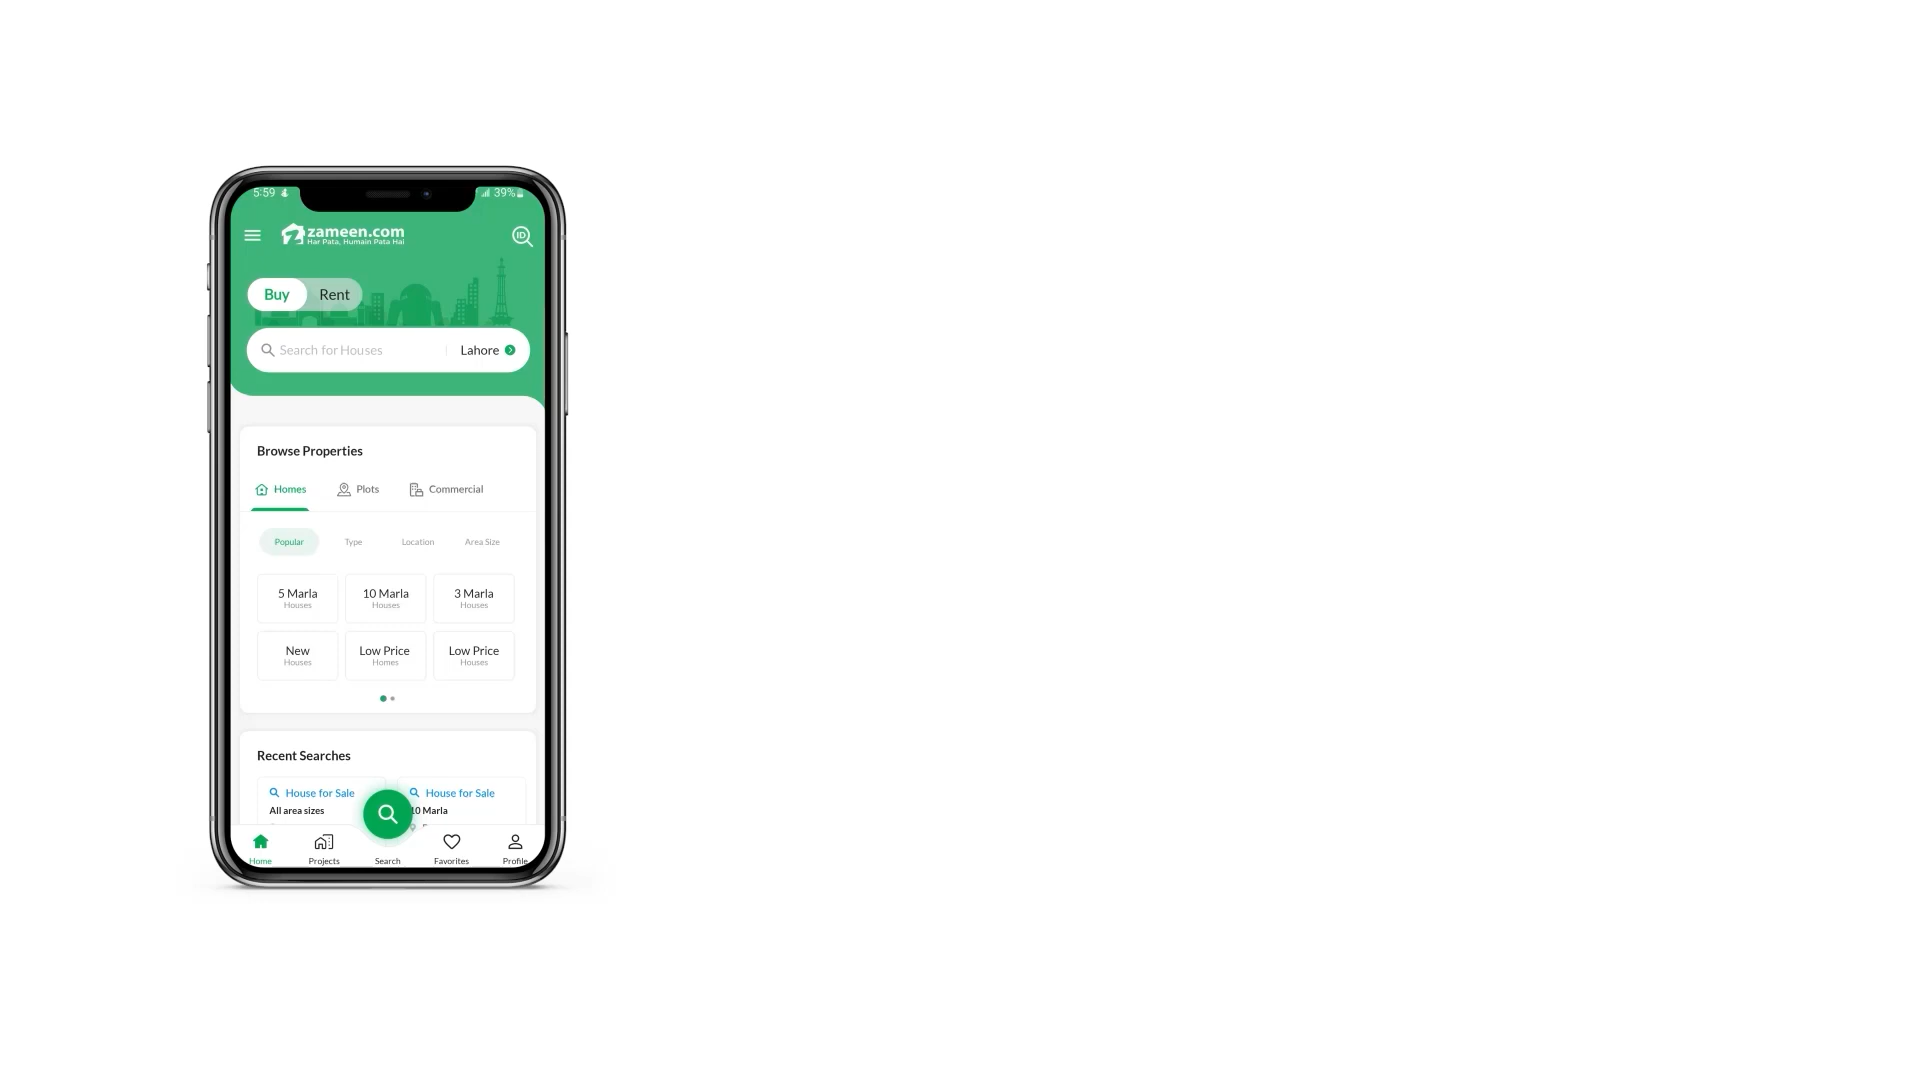 5:59
39%
zameen.com
Har Pata, Humain Pata Hai
ID
Buy Rent
Search for Houses Lahore
Browse Properties
Homes Plots Commercial
Popular Type Location Area Size
5 Marla 10 Marla 3 Marla
Houses Houses Houses
New Low Price Low Price
Houses Homes Houses
Recent Searches
House for Sale House for Sale
All area sizes 10 Marla
Home Projects Search Favorites Profile